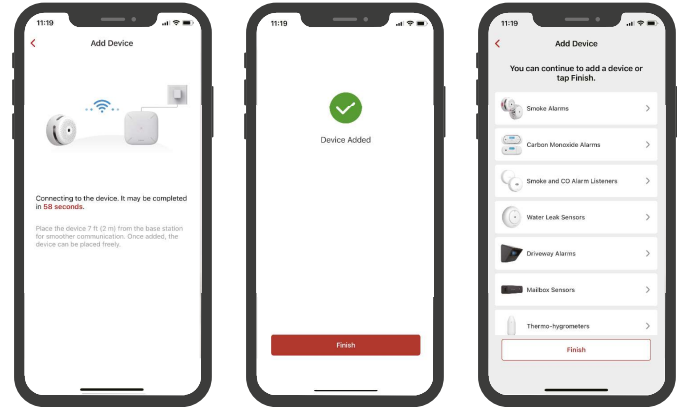 11:19
Add Device
Connecting to the device. It may be completed
in 58 seconds.
Place the device 7 ft (2 m) from the base station
for smoother communication. Once added, the
device can be placed freely.
11:19
Device Added
Finish
11:19
Add Device
You can continue to add a device or
tap Finish.
Smoke Alarms
Carbon Monoxide Alarms
Smoke and CO Alarm Listeners
Water Leak Sensors
Driveway Alarms
Mailbox Sensors
Thermo-hygrometers
Finish